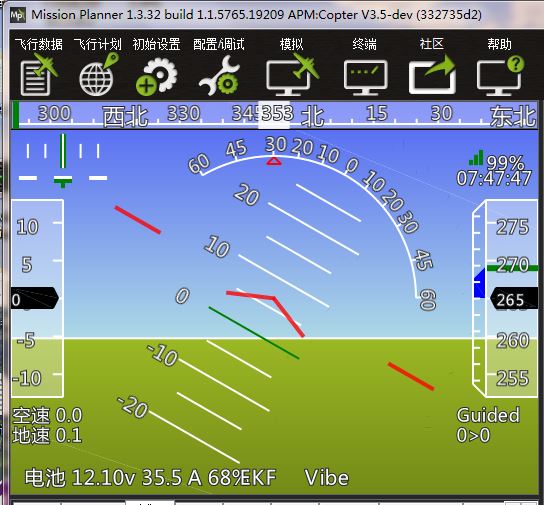 Mission Planner 1.3.32 build 1.1.5765.19209 APM:Copter V3.5-dev (332735d2)
飞行数据 飞行计划 初始设置 配置/调试 模拟 终端 社区 帮助
300 西北 330 345 353 北 15 30 东北
60 45 30 20 10 0 10 20 30 45 60
99%
07:47:47
20
10
0
-10
-20
10
5
0
-5
-10
275
270
265
260
255
空速 0.0
地速 0.1
Guided
0>0
电池 12.10v 35.5 A 68% EKF Vibe